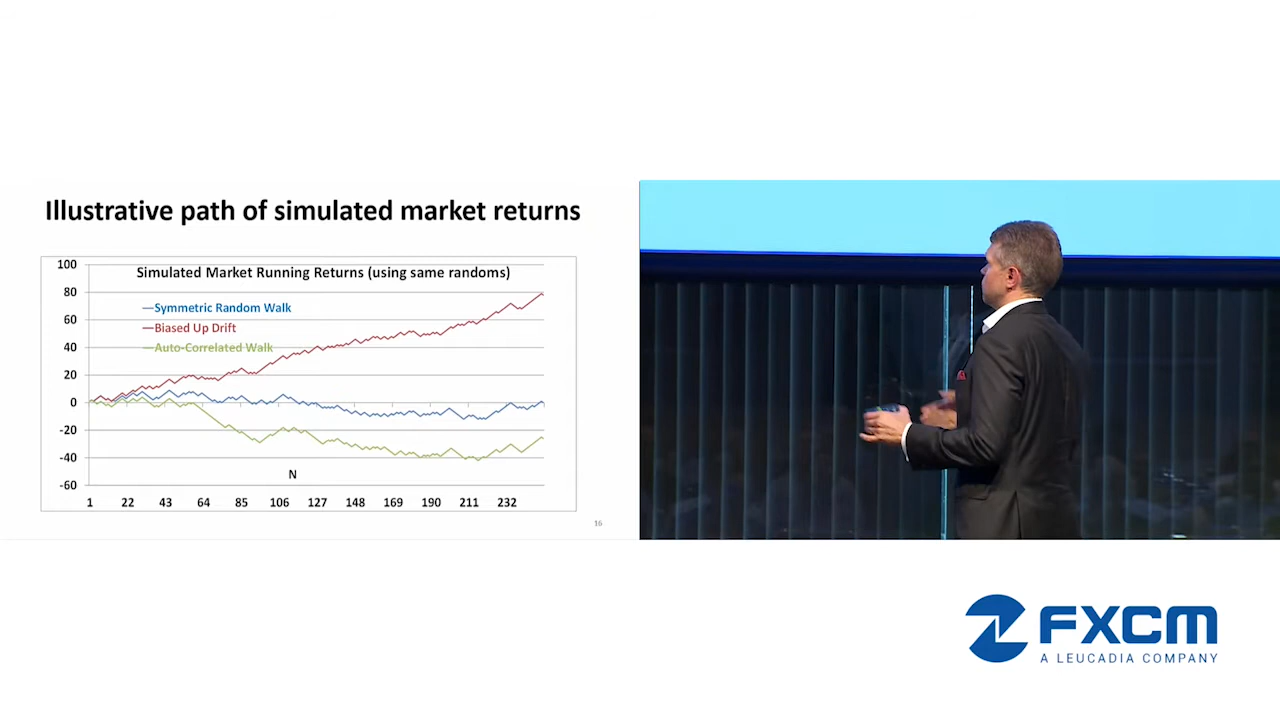 Illustrative path of simulated market returns
Simulated Market Running Returns (using same randoms)
Symmetric Random Walk
Biased Up Drift
Auto-Correlated Walk
100
80
60
40
20
0
-20
-40
-60
N
1 22 43 64 85 106 127 148 169 190 211 232
16
FXCM
A LEUCADIA COMPANY